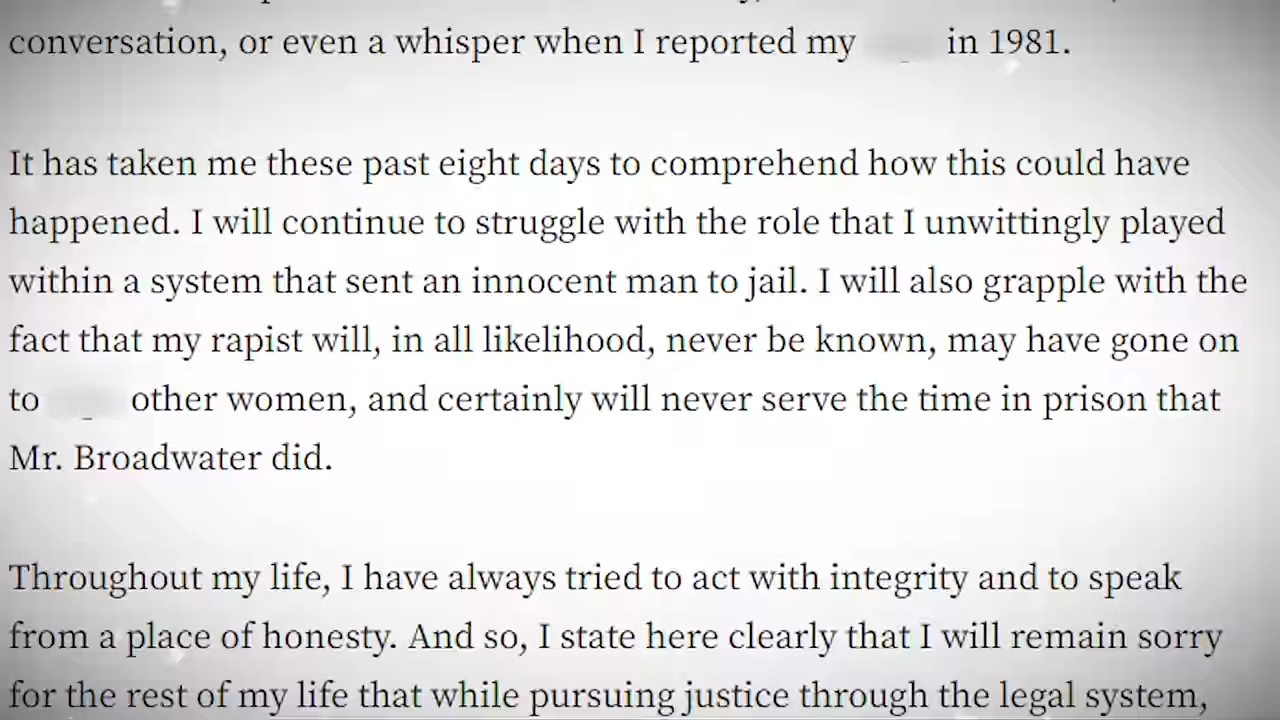 conversation, or even a whisper when I reported my in 1981.
It has taken me these past eight days to comprehend how this could have
happened. I will continue to struggle with the role that I unwittingly played
within a system that sent an innocent man to jail. I will also grapple with the
fact that my rapist will, in all likelihood, never be known, may have gone on
to other women, and certainly will never serve the time in prison that
Mr. Broadwater did.
Throughout my life, I have always tried to act with integrity and to speak
from a place of honesty. And so, I state here clearly that I will remain sorry
for the rest of my life that while pursuing justice through the legal system,